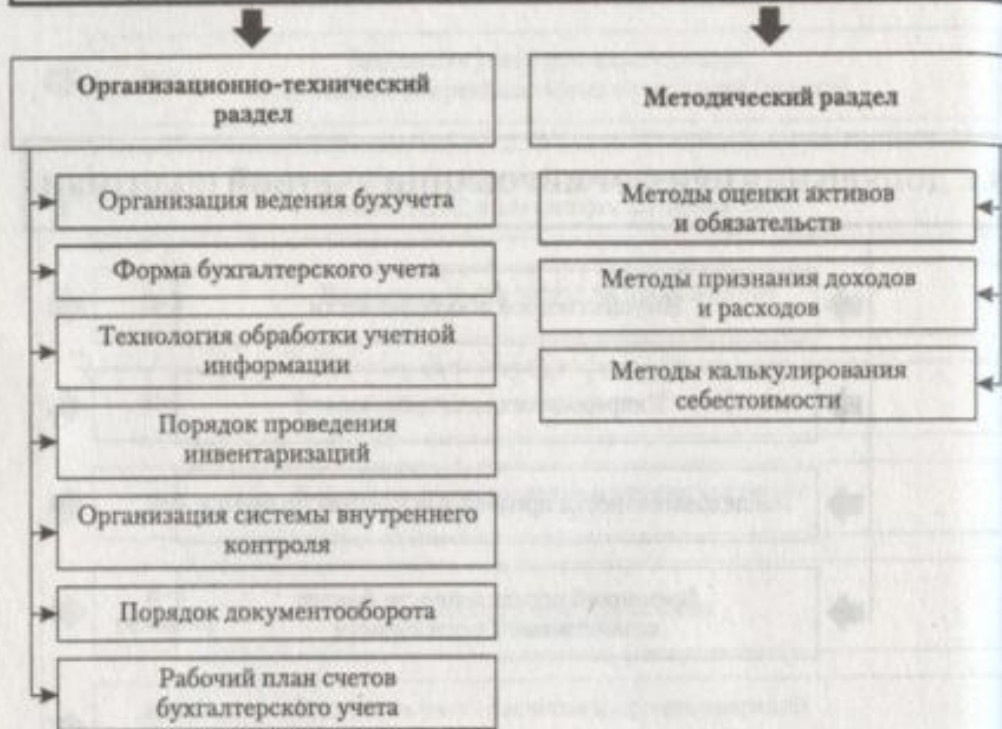 Организационно-технический
раздел
Организация ведения бухучета
Форма бухгалтерского учета
Технология обработки учетной
информации
Порядок проведения
инвентаризаций
Организация системы внутреннего
контроля
Порядок документооборота
Рабочий план счетов
бухгалтерского учета
Методический раздел
Методы оценки активов
и обязательств
Методы признания доходов
и расходов
Методы калькулирования
себестоимости